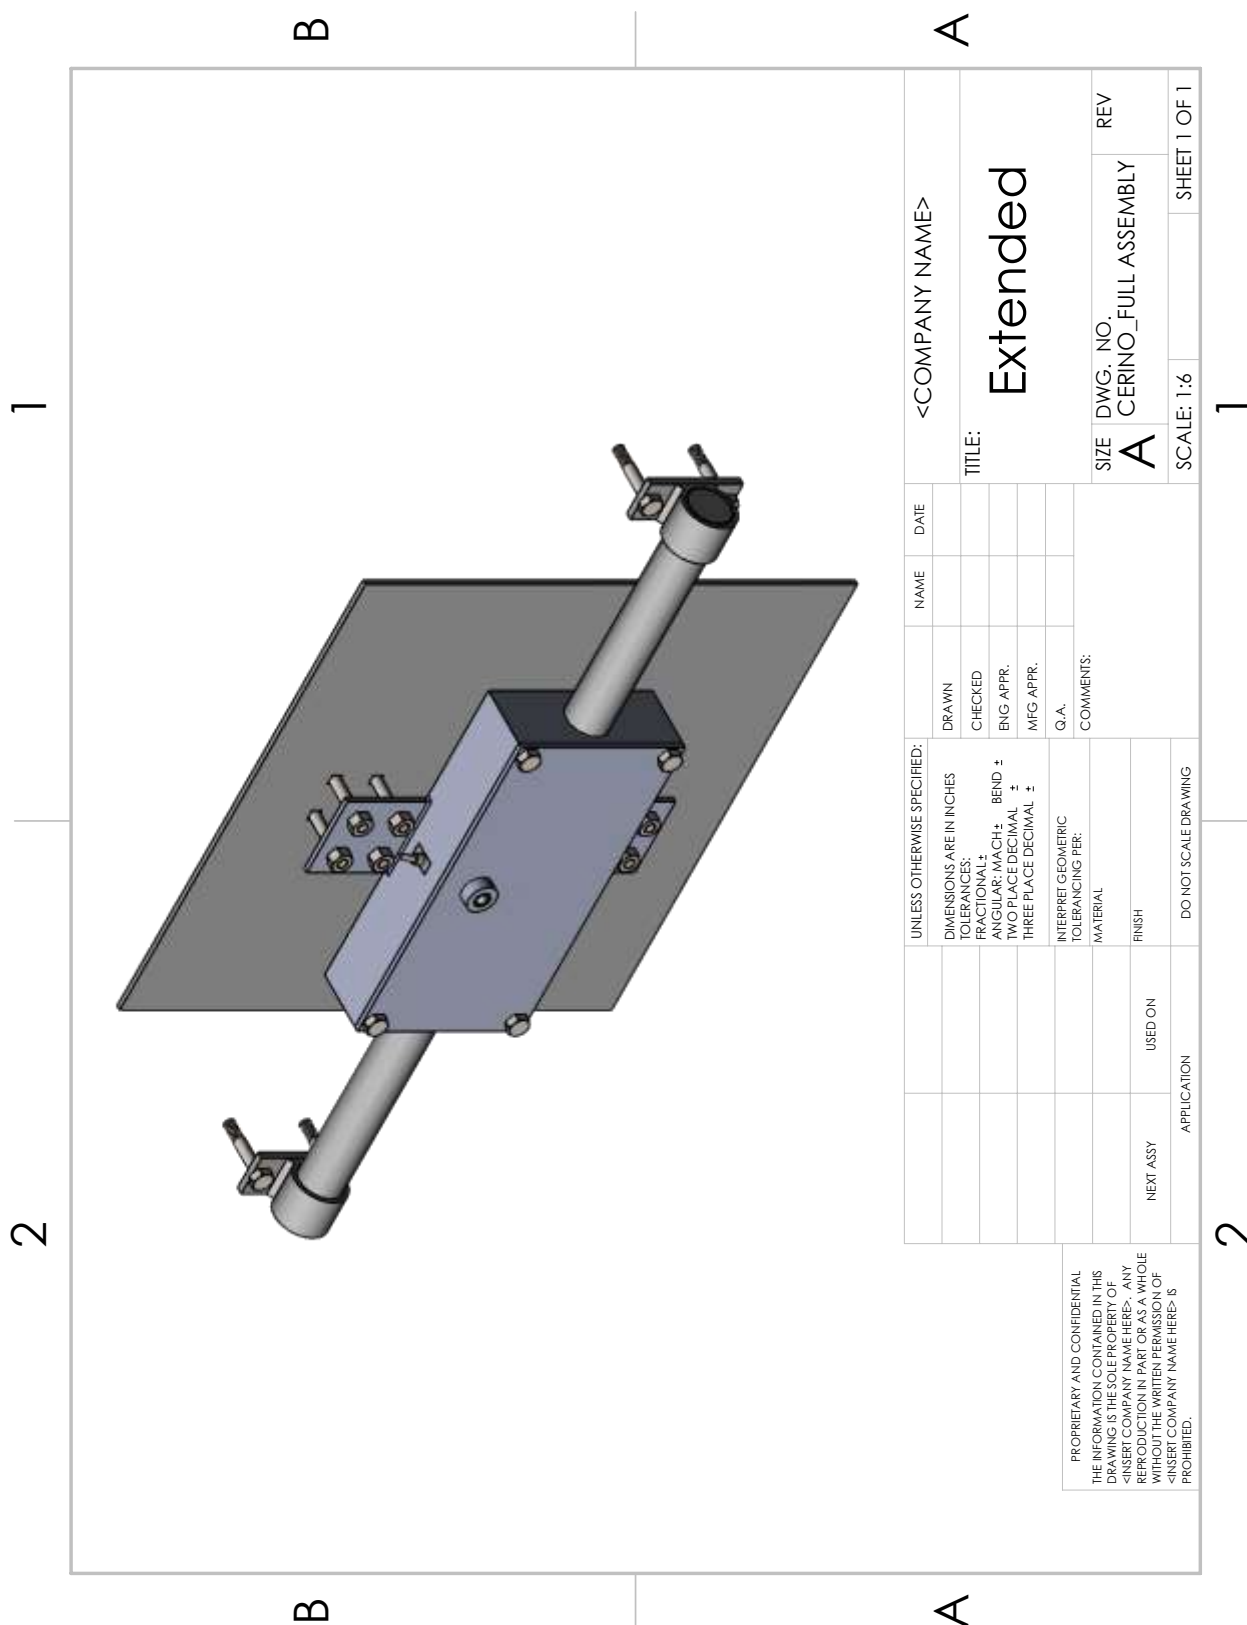 2
1
B
B
A
A
PROPRIETARY AND CONFIDENTIAL
THE INFORMATION CONTAINED IN THIS
DRAWING IS THE SOLE PROPERTY OF
<INSERT COMPANY NAME HERE>. ANY
REPRODUCTION IN PART OR AS A WHOLE
WITHOUT THE WRITTEN PERMISSION OF
<INSERT COMPANY NAME HERE> IS
PROHIBITED.
NEXT ASSY
USED ON
APPLICATION
UNLESS OTHERWISE SPECIFIED:
DIMENSIONS ARE IN INCHES
TOLERANCES:
FRACTIONAL ±
ANGULAR: MACH ± BEND ±
TWO PLACE DECIMAL ±
THREE PLACE DECIMAL ±
INTERPRET GEOMETRIC
TOLERANCING PER:
MATERIAL
FINISH
DO NOT SCALE DRAWING
NAME
DATE
DRAWN
CHECKED
ENG APPR.
MFG APPR.
Q.A.
COMMENTS:
<COMPANY NAME>
TITLE:
Extended
SIZE
A
DWG. NO.
CERINO_FULL ASSEMBLY
REV
SCALE: 1:6
SHEET 1 OF 1
2
1